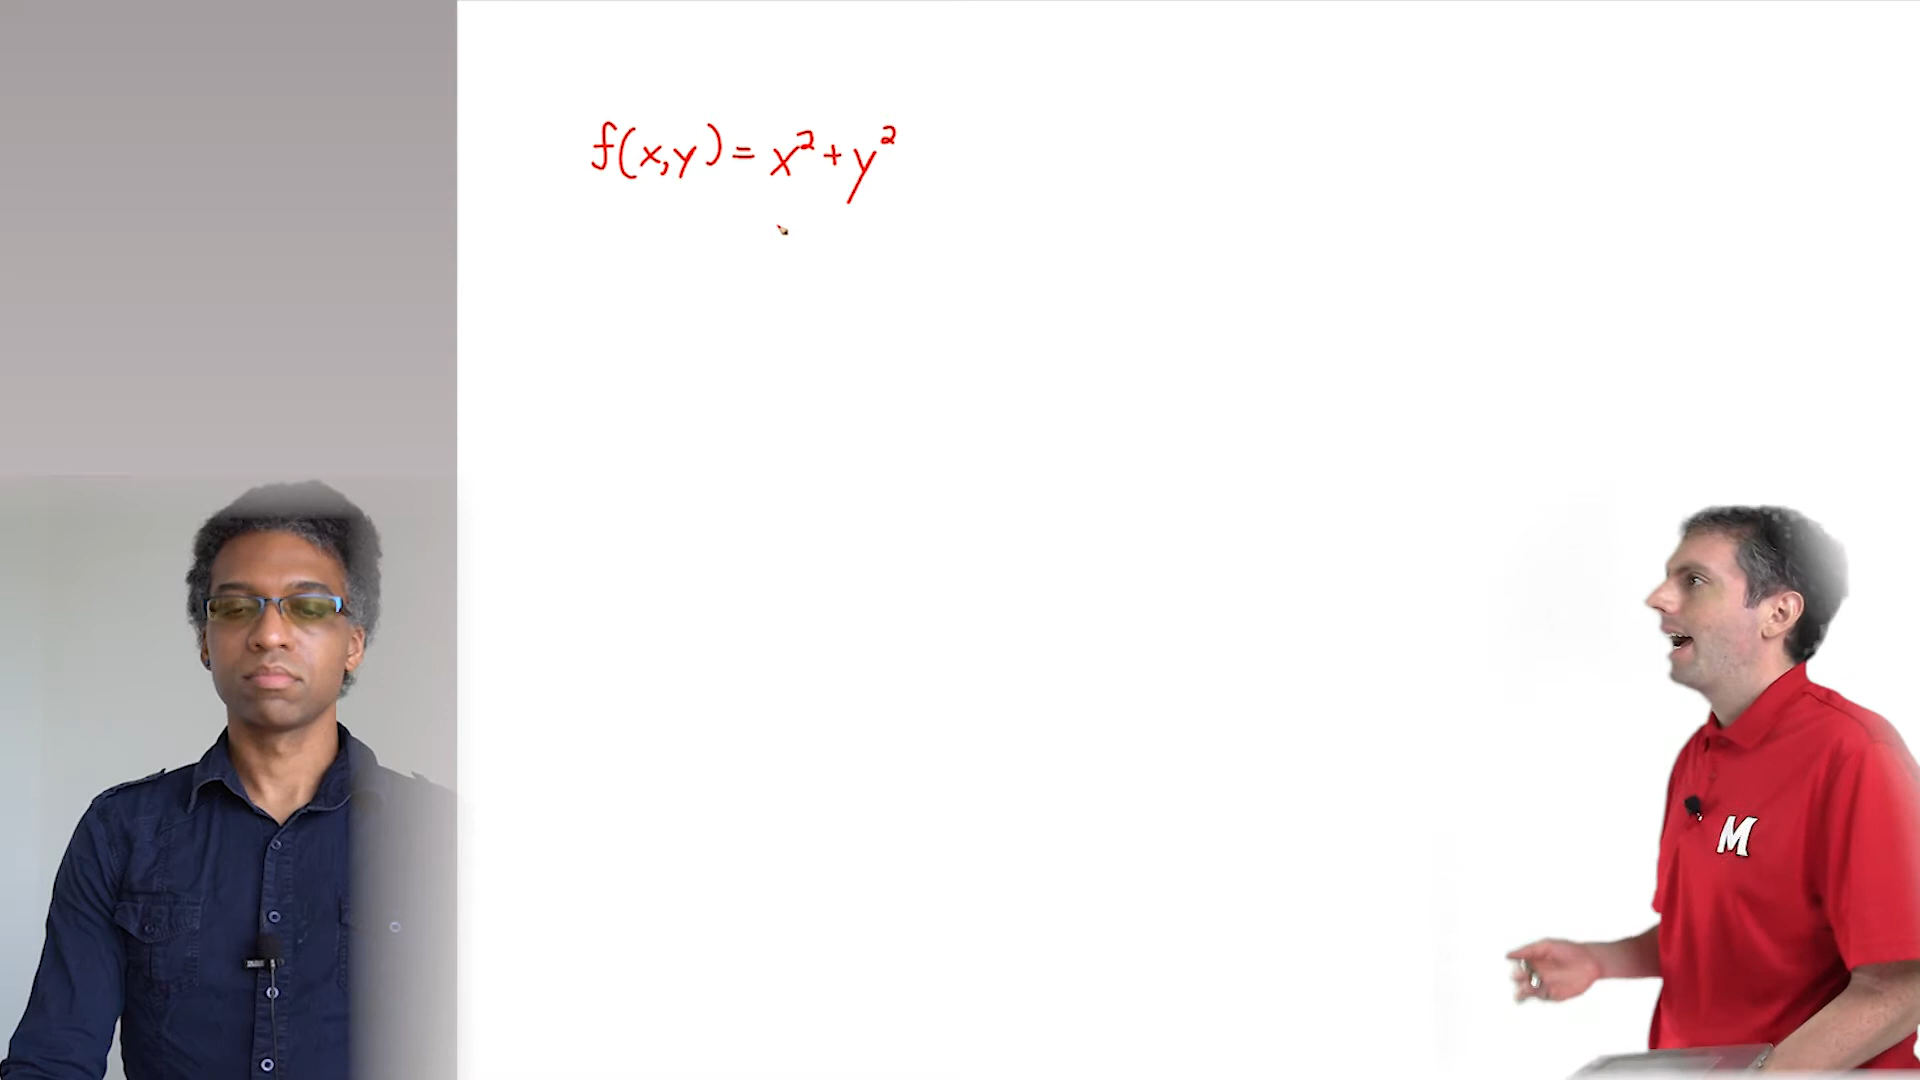 f(x,y) = x² + y²
M